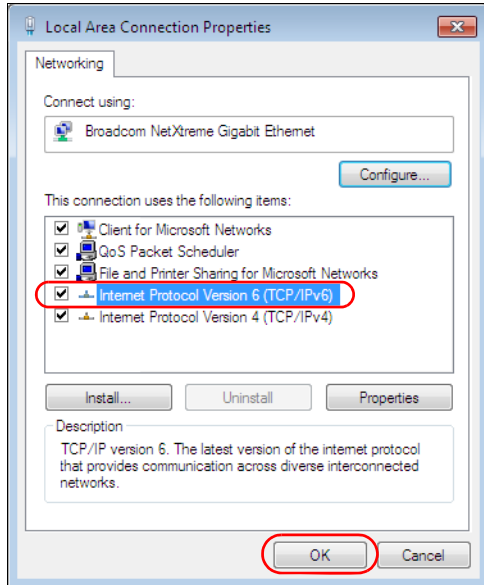 Local Area Connection Properties
Networking
Connect using:
Broadcom NetXtreme Gigabit Ethernet
Configure...
This connection uses the following items:
Client for Microsoft Networks
QoS Packet Scheduler
File and Printer Sharing for Microsoft Networks
Internet Protocol Version 6 (TCP/IPv6)
Internet Protocol Version 4 (TCP/IPv4)
Install... Uninstall Properties
Description
TCP/IP version 6. The latest version of the internet protocol
that provides communication across diverse interconnected
networks.
OK Cancel